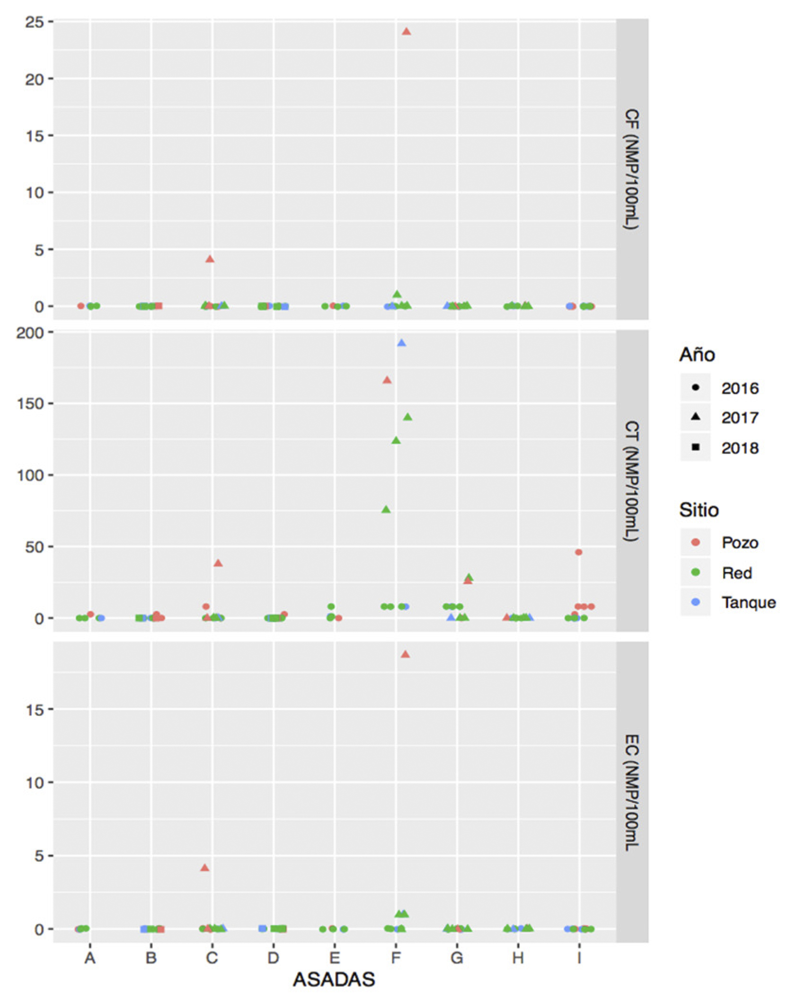 25
20
15
10
5
0
CF (NMP/100mL)
200
150
100
50
0
CT (NMP/100mL)
15
10
5
0
EC (NMP/100mL
A B C D E F G H I
ASADAS
Año
2016
2017
2018
Sitio
Pozo
Red
Tanque